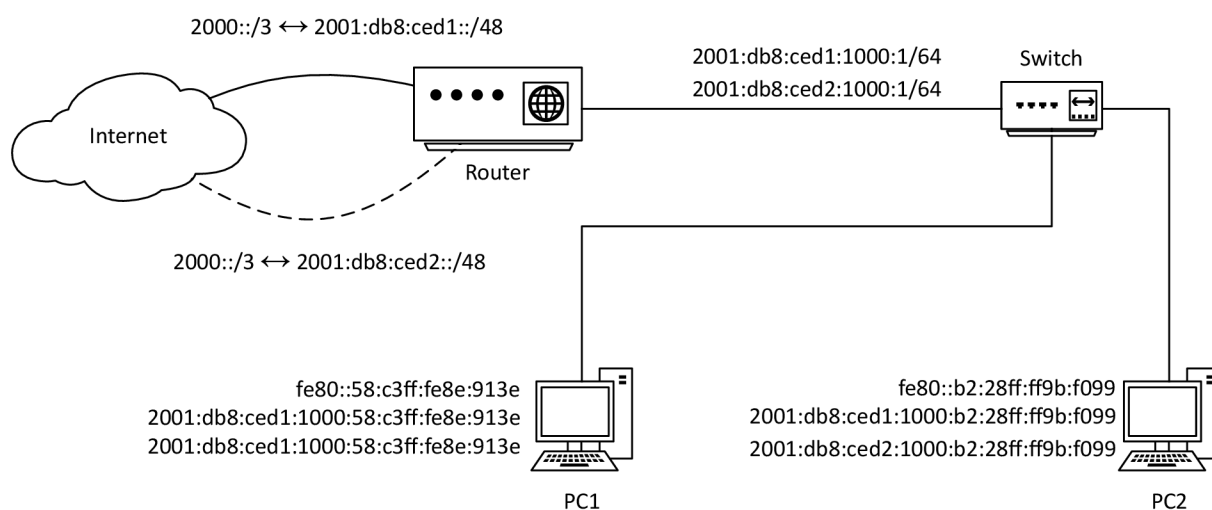 2000::/3 ↔ 2001:db8:ced1::/48
2001:db8:ced1:1000:1/64
2001:db8:ced2:1000:1/64
Switch
Internet
Router
2000::/3 ↔ 2001:db8:ced2::/48
fe80::58:c3ff:fe8e:913e
2001:db8:ced1:1000:58:c3ff:fe8e:913e
2001:db8:ced1:1000:58:c3ff:fe8e:913e
PC1
fe80::b2:28ff:ff9b:f099
2001:db8:ced1:1000:b2:28ff:ff9b:f099
2001:db8:ced2:1000:b2:28ff:ff9b:f099
PC2